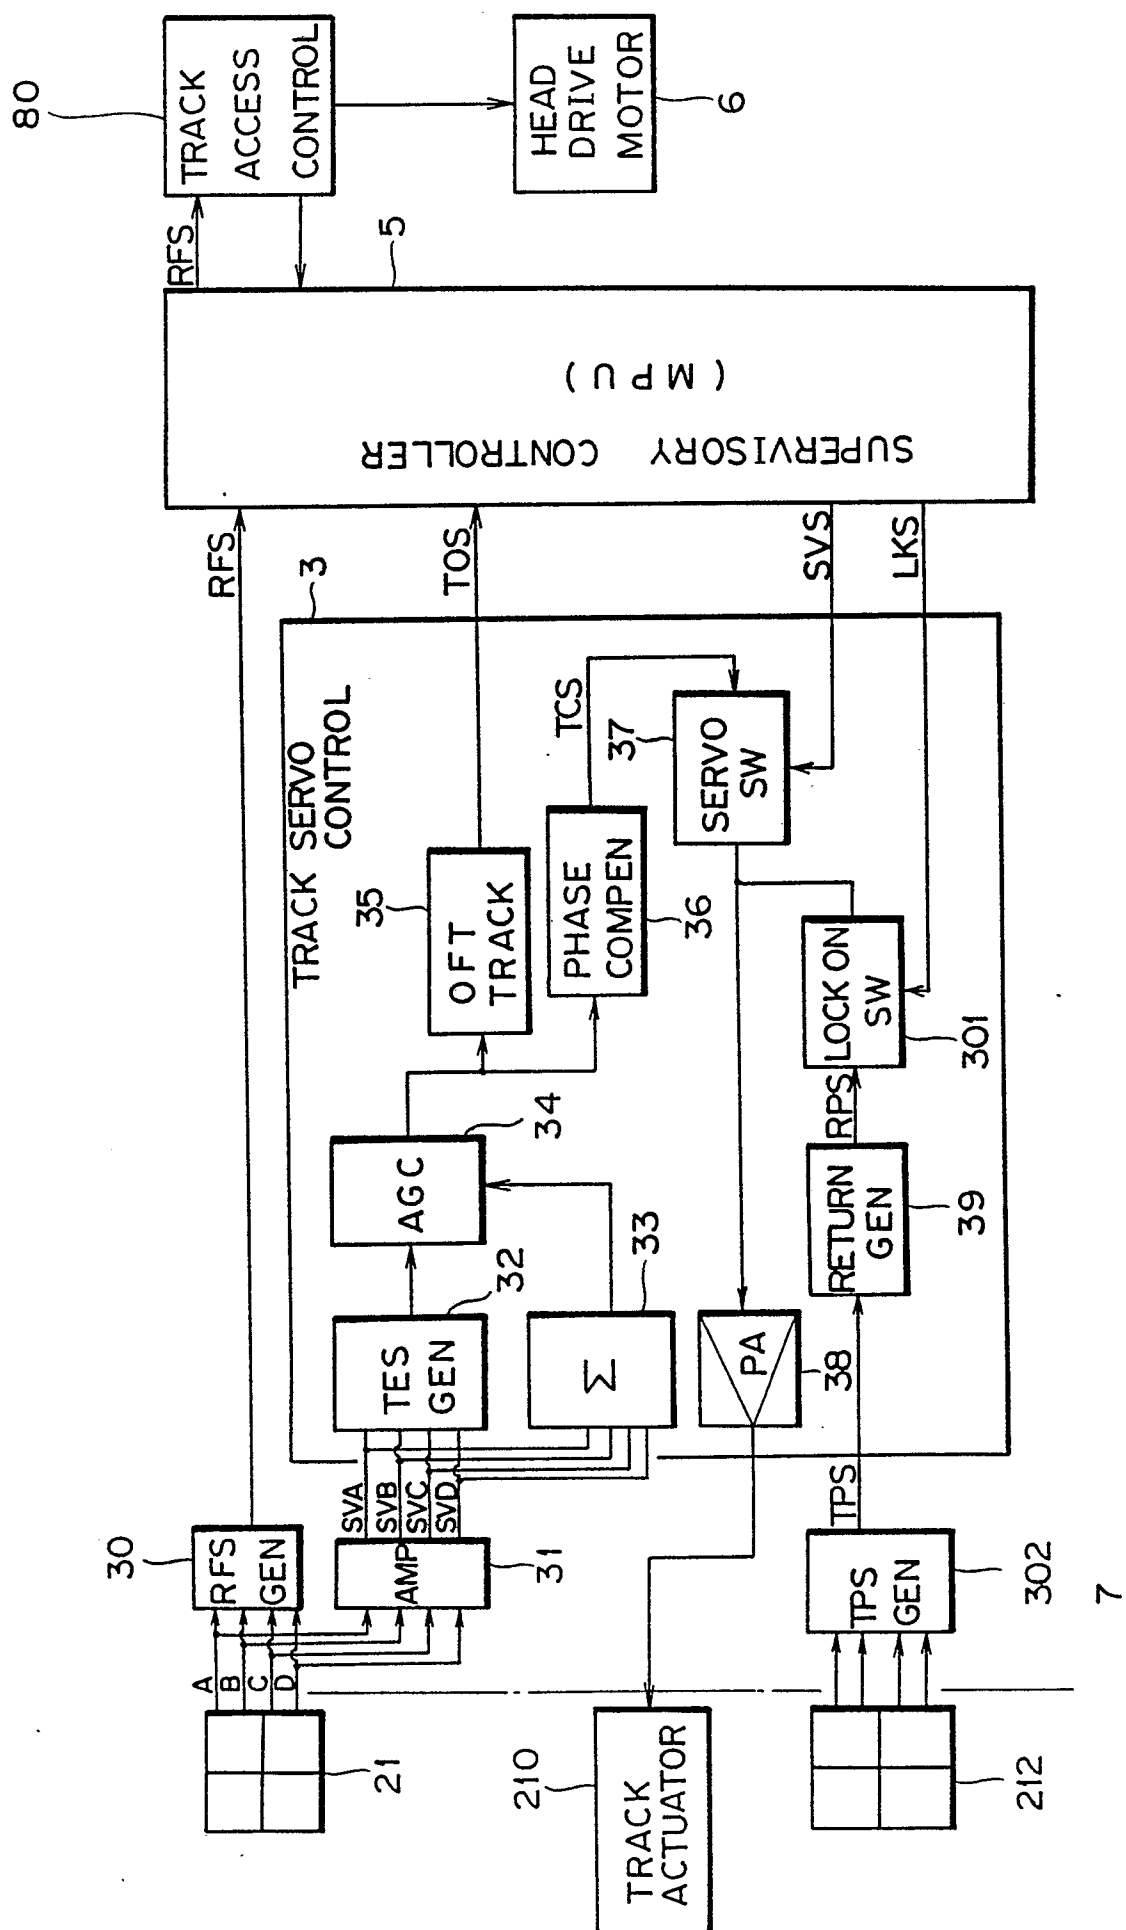 80
TRACK
ACCESS
CONTROL
HEAD
DRIVE
MOTOR
6
RFS
5
SUPERVISORY
CONTROLLER
(MPU)
RFS
TOS
SVS
LKS
3
TRACK SERVO
CONTROL
35
OFT
TRACK
TCS
PHASE
COMPEN
36
37
SERVO
SW
LOCK ON
SW
301
RPS
34
AGC
33
Σ
32
TES
GEN
RETURN
GEN
39
PA
38
SVA
SVB
SVC
SVD
30
RFS
GEN
AMP
31
TPS
TPS
GEN
302
7
A
B
C
D
21
210
TRACK
ACTUATOR
212